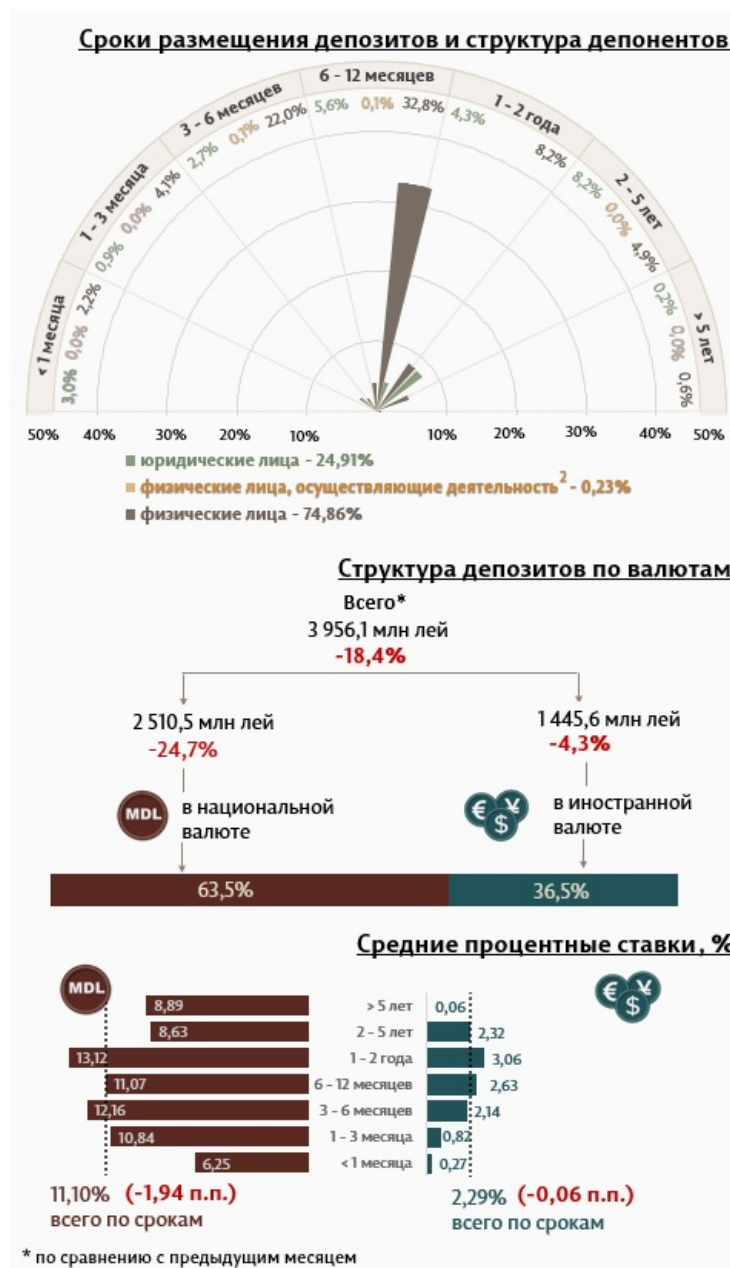 Сроки размещения депозитов и структура депонентов
< 1 месяца
1 - 3 месяца
3 - 6 месяцев
6 - 12 месяцев
1 - 2 года
2 - 5 лет
> 5 лет
3,0% 0,0% 2,2%
0,9% 0,0% 4,1%
2,7% 0,1% 22,0%
5,6% 0,1% 32,8%
4,3% 8,2%
8,2% 0,0% 4,9%
0,2% 0,0% 0,6%
50% 40% 30% 20% 10% 10% 20% 30% 40% 50%
юридические лица - 24,91%
физические лица, осуществляющие деятельность2 - 0,23%
физические лица - 74,86%
Структура депозитов по валютам
Всего*
3 956,1 млн лей
-18,4%
2 510,5 млн лей 1 445,6 млн лей
-24,7% -4,3%
MDL в национальной валюте
€ ¥ $ в иностранной валюте
63,5% 36,5%
Средние процентные ставки, %
MDL € ¥ $
8,89 > 5 лет 0,06
8,63 2 - 5 лет 2,32
13,12 1 - 2 года 3,06
11,07 6 - 12 месяцев 2,63
12,16 3 - 6 месяцев 2,14
10,84 1 - 3 месяца 0,82
6,25 < 1 месяца 0,27
11,10% (-1,94 п.п.) 2,29% (-0,06 п.п.)
всего по срокам всего по срокам
* по сравнению с предыдущим месяцем